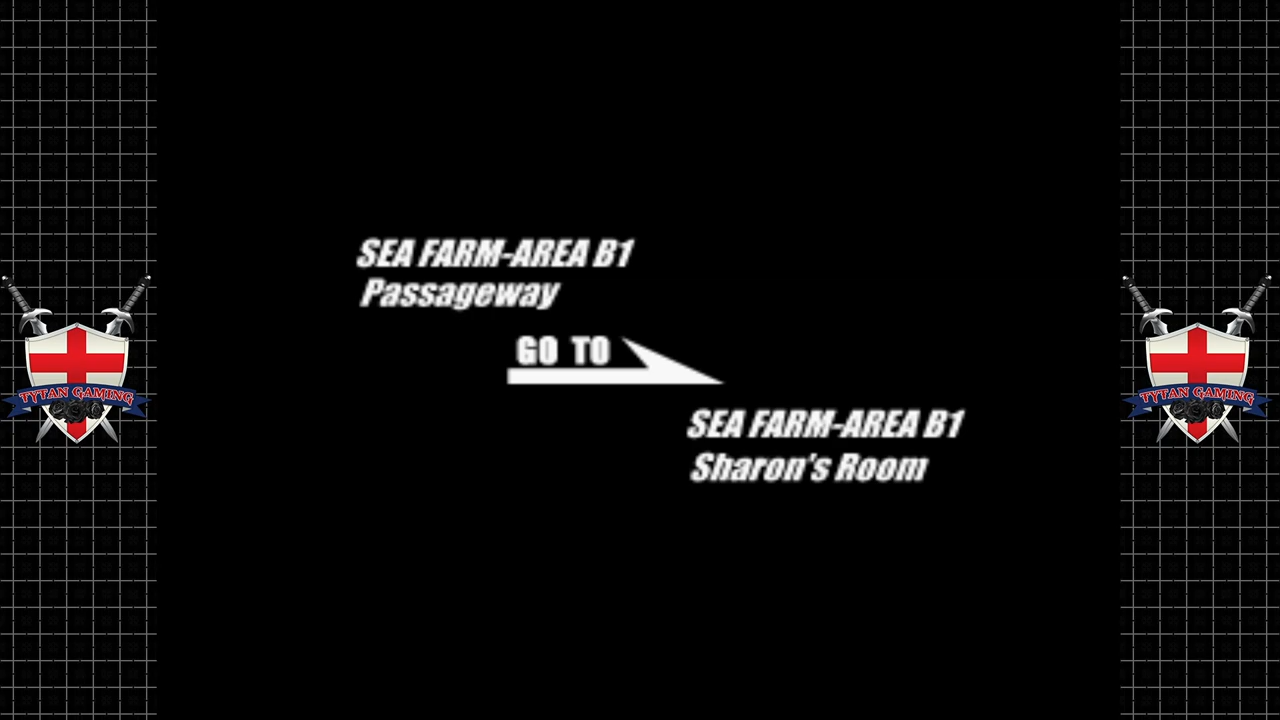 SEA FARM-AREA B1
Passageway
GO TO
SEA FARM-AREA B1
Sharon's Room
TYTAN GAMING
TYTAN GAMING